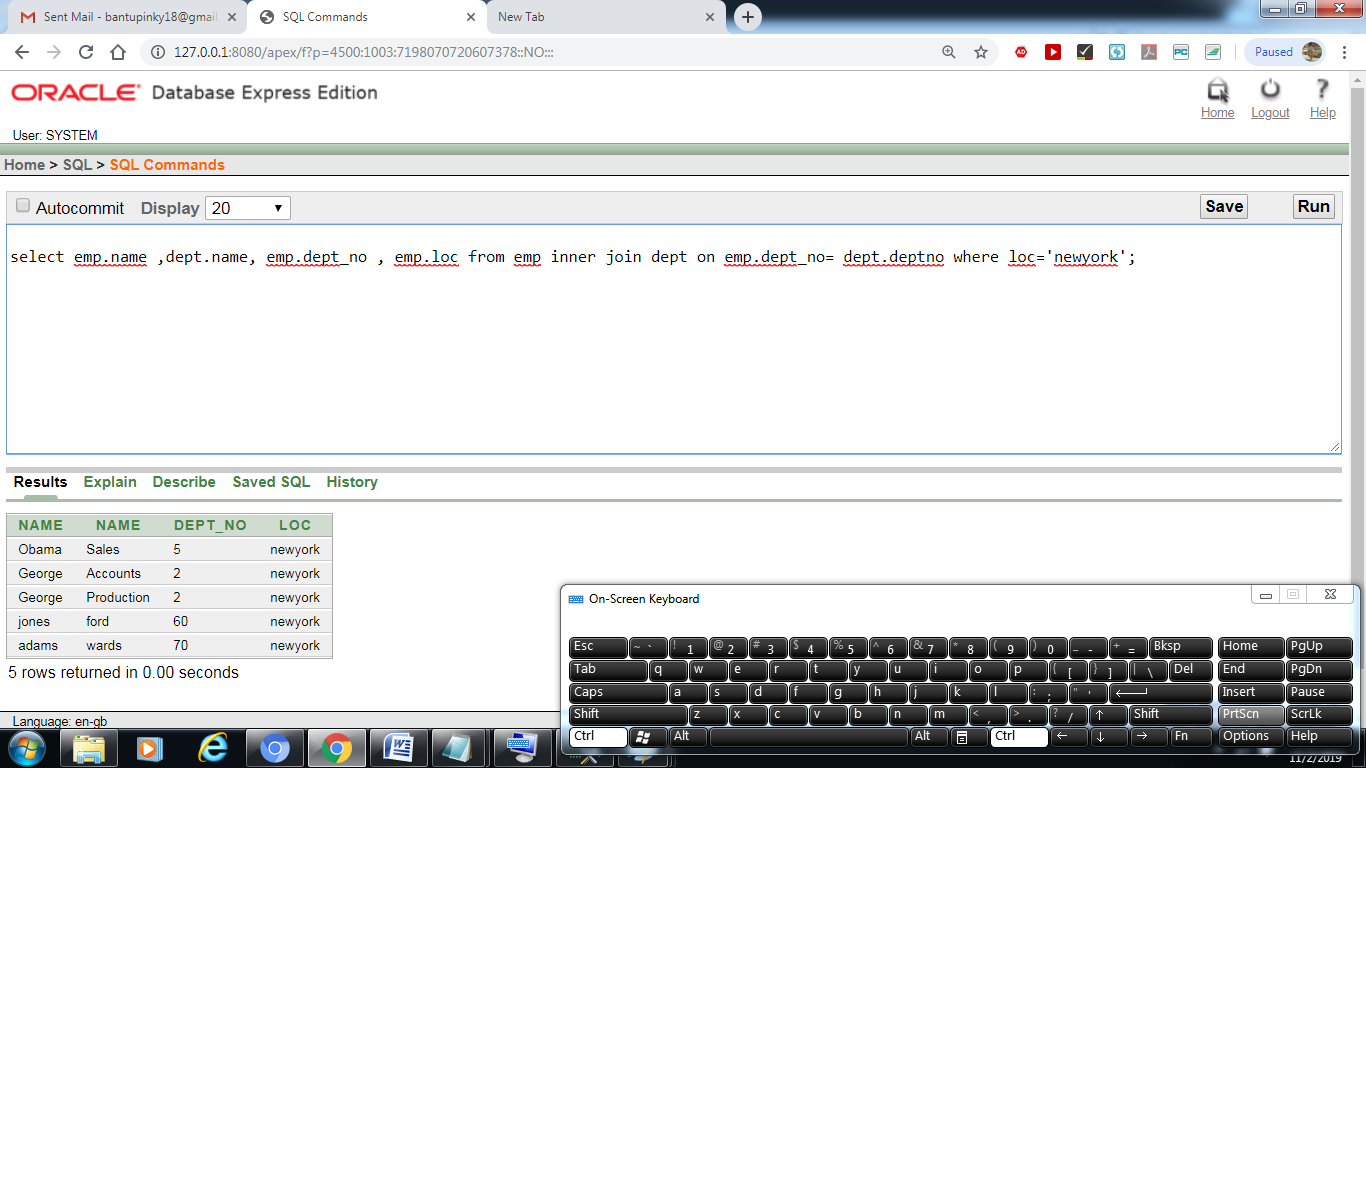 Sent Mail - bantupinky18@gmail.
SQL Commands
New Tab
127.0.0.1:8080/apex/f?p=4500:1003:7198070720607378::NO:::
Paused
ORACLE Database Express Edition
Home Logout Help
User: SYSTEM
Home > SQL > SQL Commands
Autocommit Display 20 Save Run
select emp.name ,dept.name, emp.dept_no , emp.loc from emp inner join dept on emp.dept_no= dept.deptno where loc='newyork';
Results Explain Describe Saved SQL History
NAME NAME DEPT_NO LOC
Obama Sales 5 newyork
George Accounts 2 newyork
George Production 2 newyork
jones ford 60 newyork
adams wards 70 newyork
5 rows returned in 0.00 seconds
Language: en-gb
On-Screen Keyboard
Esc ~ ` ! 1 @ 2 # 3 $ 4 % 5 ^ 6 & 7 * 8 ( 9 ) 0 _ - + = Bksp Home PgUp
Tab q w e r t y u i o p { [ } ] | \ Del End PgDn
Caps a s d f g h j k l : ; " ' Insert Pause
Shift z x c v b n m < , > . ? / ↑ Shift PrtScn ScrLk
Ctrl Alt Alt Ctrl ← ↓ → Fn Options Help
11/2/2019